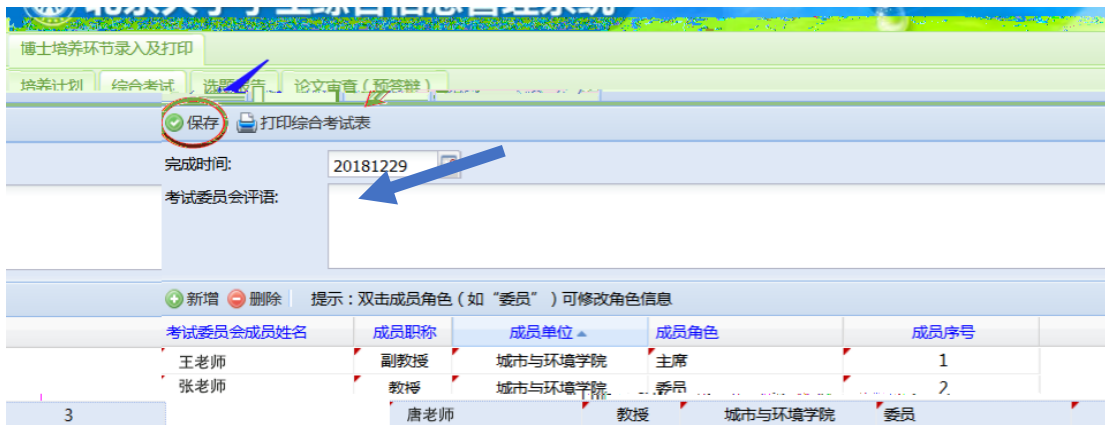 博士培养环节录入及打印
培养计划 综合考试 选题报告 论文审查（预答辩）
保存 打印综合考试表
完成时间: 20181229
考试委员会评语:
新增 删除 提示：双击成员角色（如“委员”）可修改角色信息
考试委员会成员姓名 成员职称 成员单位 成员角色 成员序号
王老师 副教授 城市与环境学院 主席 1
张老师 教授 城市与环境学院 委员 2
3 唐老师 教授 城市与环境学院 委员